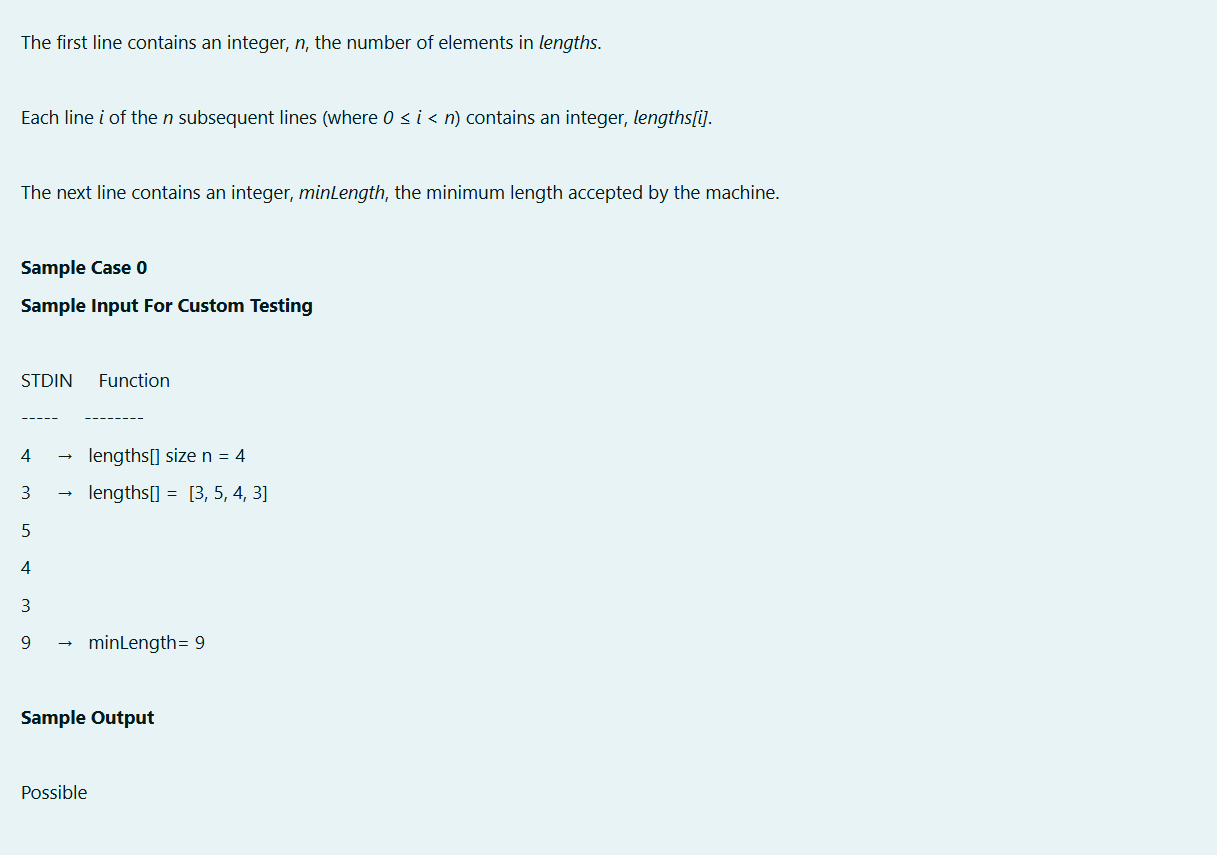 The first line contains an integer, n, the number of elements in lengths.
Each line i of the n subsequent lines (where 0 ≤ i < n) contains an integer, lengths[i].
The next line contains an integer, minLength, the minimum length accepted by the machine.
Sample Case 0
Sample Input For Custom Testing
STDIN Function
----- --------
4 → lengths[] size n = 4
3 → lengths[] = [3, 5, 4, 3]
5
4
3
9 → minLength= 9
Sample Output
Possible